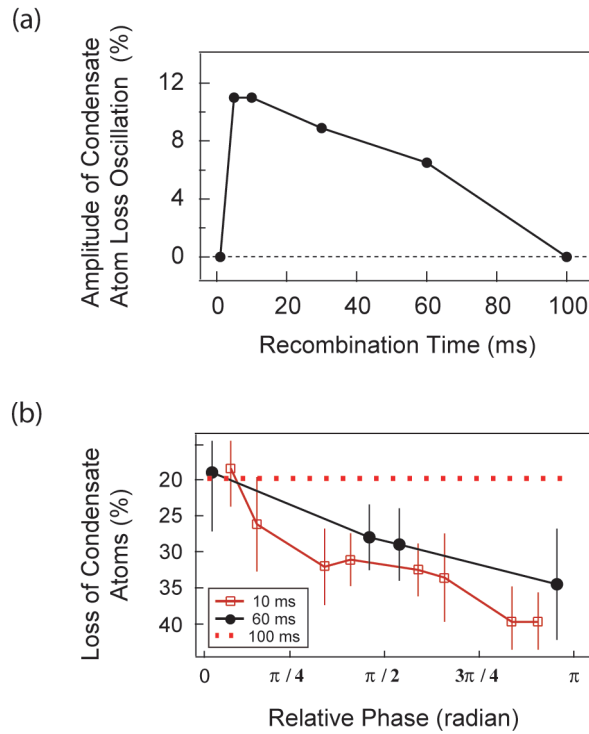 (a)
Amplitude of Condensate
Atom Loss Oscillation (%)
12
8
4
0
0
20
40
60
80
100
Recombination Time (ms)
(b)
Loss of Condensate
Atoms (%)
20
25
30
35
40
10 ms
60 ms
100 ms
0
π / 4
π / 2
3π / 4
π
Relative Phase (radian)